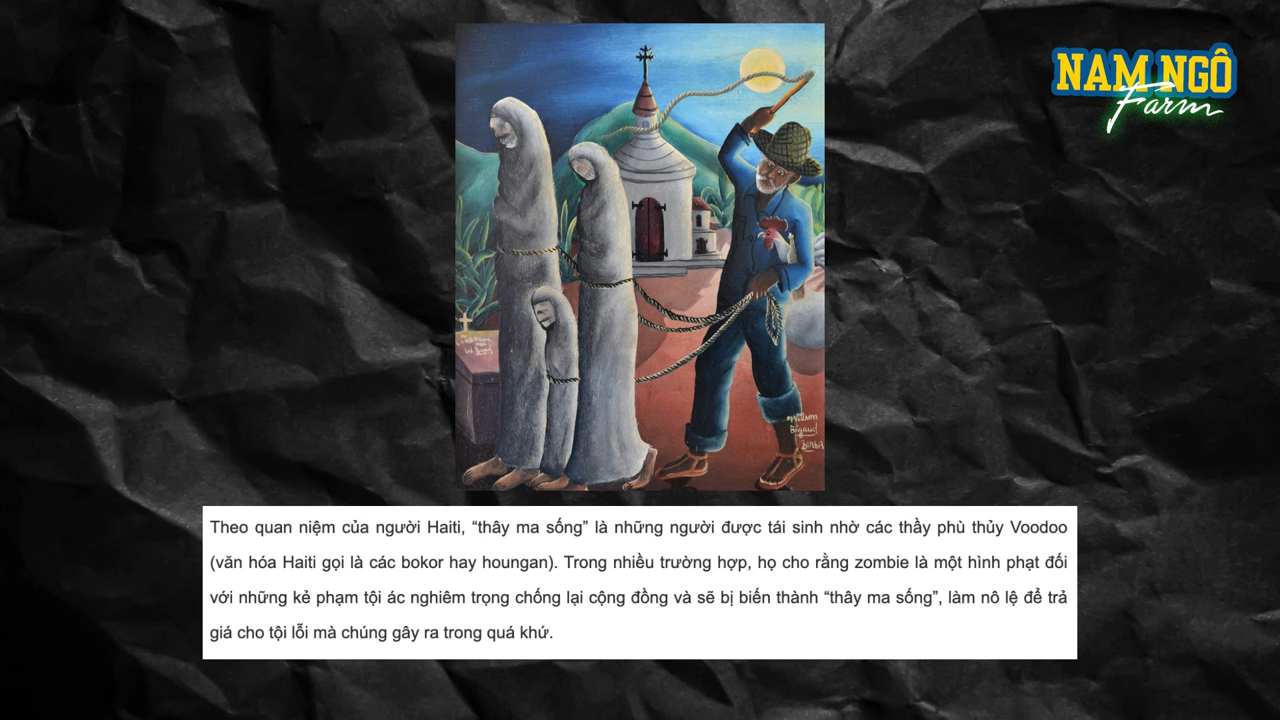 NAM NGÔ
Farm
Wilson
Bigaud
Theo quan niệm của người Haiti, “thây ma sống” là những người được tái sinh nhờ các thầy phù thủy Voodoo
(văn hóa Haiti gọi là các bokor hay houngan). Trong nhiều trường hợp, họ cho rằng zombie là một hình phạt đối
với những kẻ phạm tội ác nghiêm trọng chống lại cộng đồng và sẽ bị biến thành “thây ma sống”, làm nô lệ để trả
giá cho tội lỗi mà chúng gây ra trong quá khứ.